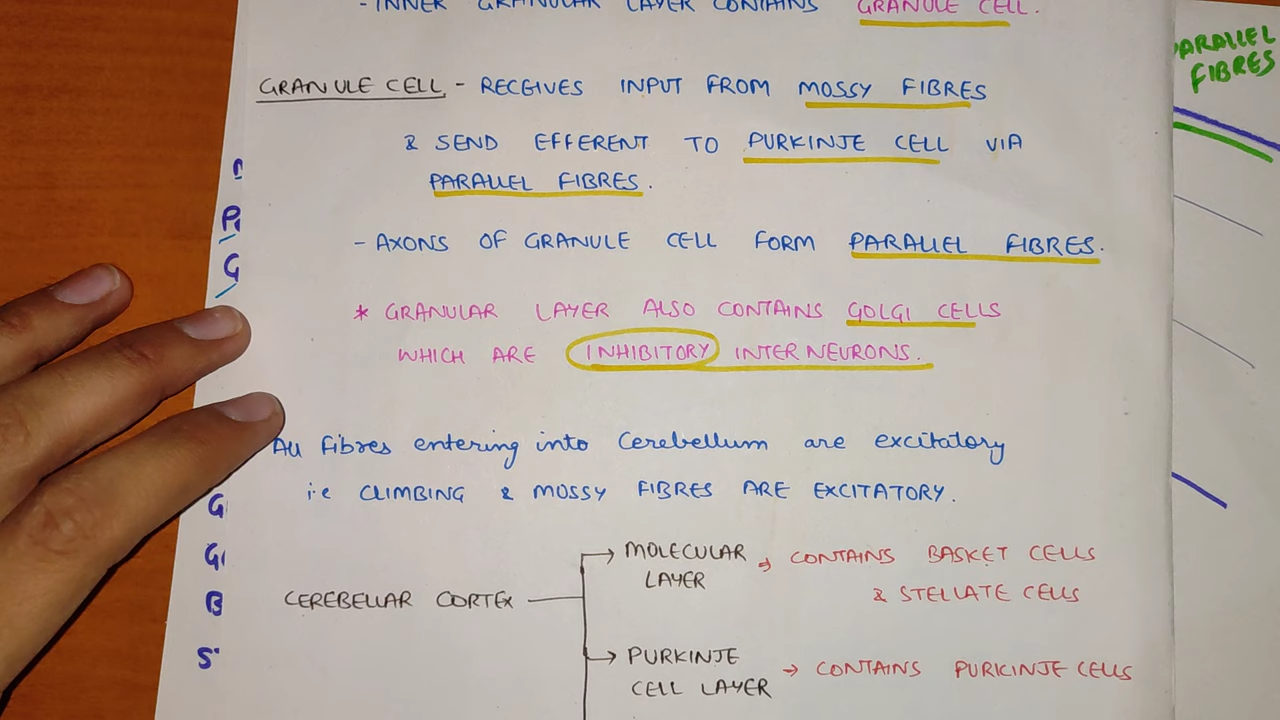 - INNER GRANULAR LAYER CONTAINS GRANULE CELL.
PARALLEL
FIBRES
GRANULE CELL - RECEIVES INPUT FROM MOSSY FIBRES
& SEND EFFERENT TO PURKINJE CELL VIA
PARALLEL FIBRES.
- AXONS OF GRANULE CELL FORM PARALLEL FIBRES.
* GRANULAR LAYER ALSO CONTAINS GOLGI CELLS
WHICH ARE INHIBITORY INTERNEURONS.
All fibres entering into Cerebellum are excitatory
i.e CLIMBING & MOSSY FIBRES ARE EXCITATORY.
CEREBELLAR CORTEX
MOLECULAR → CONTAINS BASKET CELLS
LAYER & STELLATE CELLS
PURKINJE → CONTAINS PURKINJE CELLS
CELL LAYER